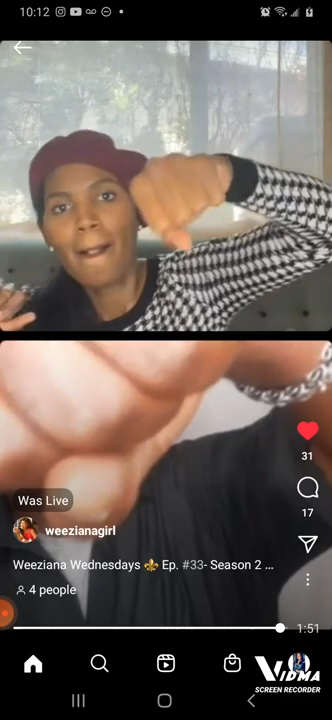 10:12
Was Live
weezianagirl
Weeziana Wednesdays ⚜️ Ep. #33- Season 2 ...
4 people
31
17
1:51
VIDMA
SCREEN RECORDER